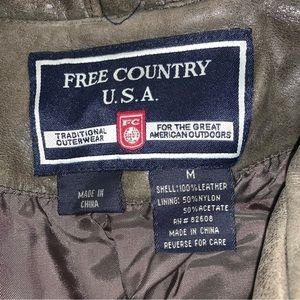 FREE COUNTRY
U.S.A.
TRADITIONAL
OUTERWEAR
FC
FOR THE GREAT
AMERICAN OUTDOORS
MADE IN
CHINA
M
SHELL: 100% LEATHER
LINING: 50% NYLON
50% ACETATE
RN# 82608
MADE IN CHINA
REVERSE FOR CARE